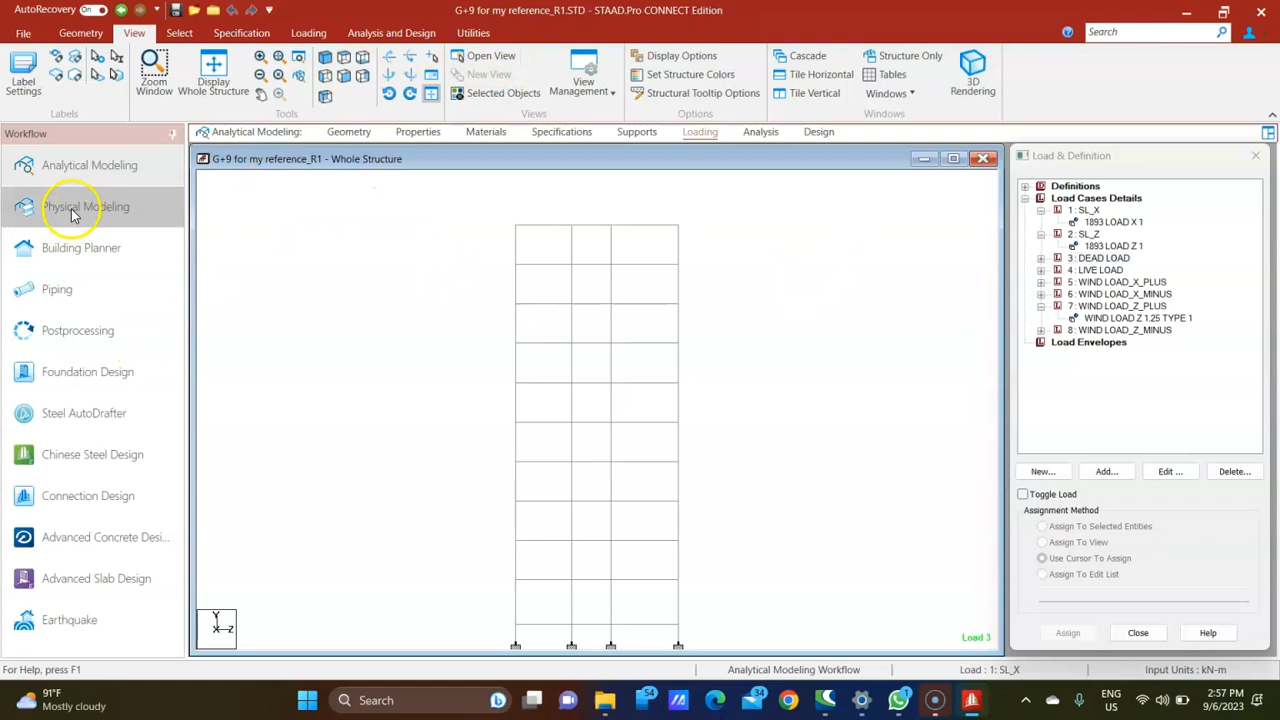 AutoRecovery On
G+9 for my reference_R1.STD - STAAD.Pro CONNECT Edition
File Geometry View Select Specification Loading Analysis and Design Utilities Search
Label Settings
Zoom Window
Display Whole Structure
Open View
New View
Selected Objects
View Management
Display Options
Set Structure Colors
Structural Tooltip Options
Cascade
Tile Horizontal
Tile Vertical
Structure Only
Tables
Windows
3D Rendering
Labels Tools Views Options Windows
Workflow
Analytical Modeling
Physical Modeling
Building Planner
Piping
Postprocessing
Foundation Design
Steel AutoDrafter
Chinese Steel Design
Connection Design
Advanced Concrete Desi...
Advanced Slab Design
Earthquake
Analytical Modeling: Geometry Properties Materials Specifications Supports Loading Analysis Design
G+9 for my reference_R1 - Whole Structure
Y
X Z
Load 3
Load & Definition
Definitions
Load Cases Details
1 : SL_X
1893 LOAD X 1
2 : SL_Z
1893 LOAD Z 1
3 : DEAD LOAD
4 : LIVE LOAD
5 : WIND LOAD_X_PLUS
6 : WIND LOAD_X_MINUS
7 : WIND LOAD_Z_PLUS
WIND LOAD Z 1.25 TYPE 1
8 : WIND LOAD_Z_MINUS
Load Envelopes
New... Add... Edit ... Delete...
Toggle Load
Assignment Method
Assign To Selected Entities
Assign To View
Use Cursor To Assign
Assign To Edit List
Assign Close Help
For Help, press F1 Analytical Modeling Workflow Load : 1: SL_X Input Units : kN-m
91°F
Mostly cloudy
Search
54
34
1
ENG
US
2:57 PM
9/6/2023